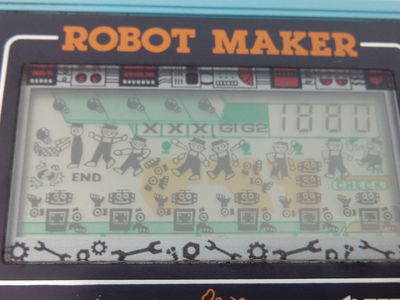 ROBOT MAKER
X X X G1 G2 1880
END
CHECK